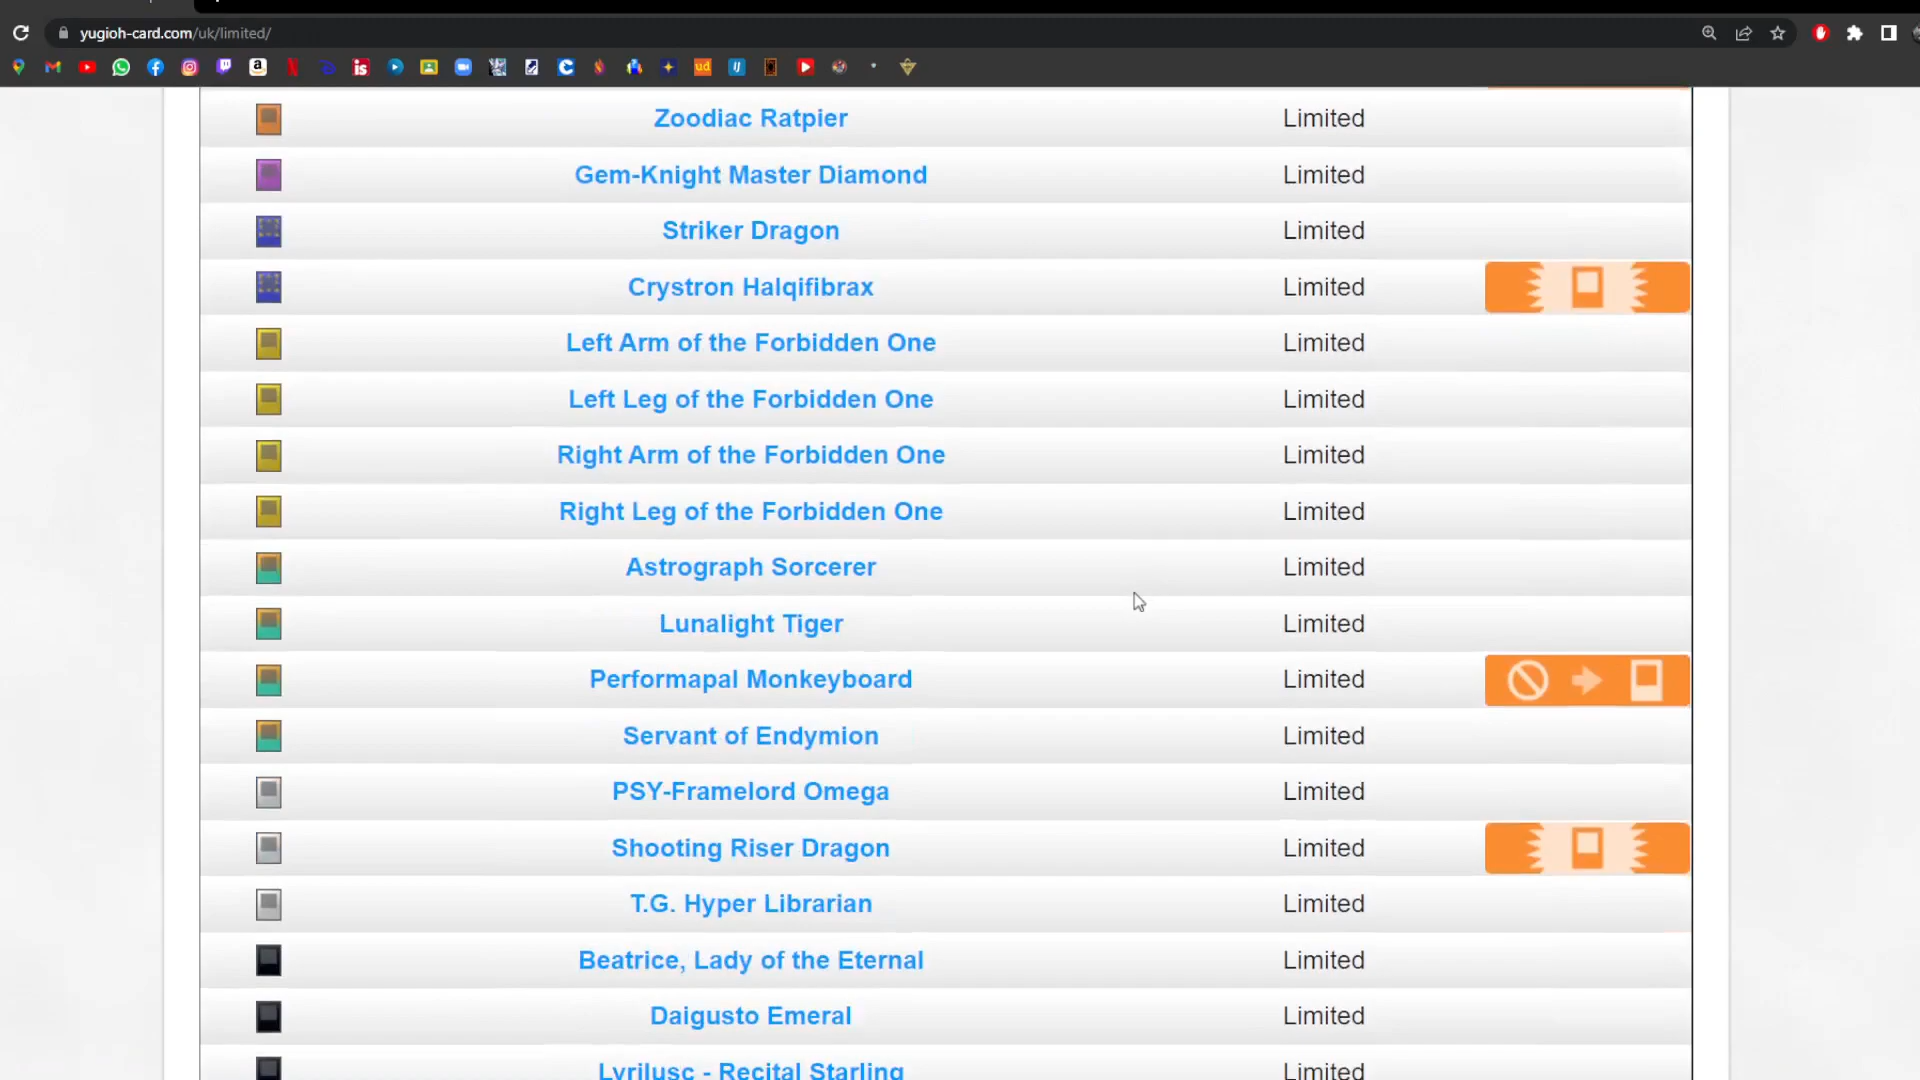 yugioh-card.com/uk/limited/
Zoodiac Ratpier Limited
Gem-Knight Master Diamond Limited
Striker Dragon Limited
Crystron Halqifibrax Limited
Left Arm of the Forbidden One Limited
Left Leg of the Forbidden One Limited
Right Arm of the Forbidden One Limited
Right Leg of the Forbidden One Limited
Astrograph Sorcerer Limited
Lunalight Tiger Limited
Performapal Monkeyboard Limited
Servant of Endymion Limited
PSY-Framelord Omega Limited
Shooting Riser Dragon Limited
T.G. Hyper Librarian Limited
Beatrice, Lady of the Eternal Limited
Daigusto Emeral Limited
Lyrilusc - Recital Starling Limited